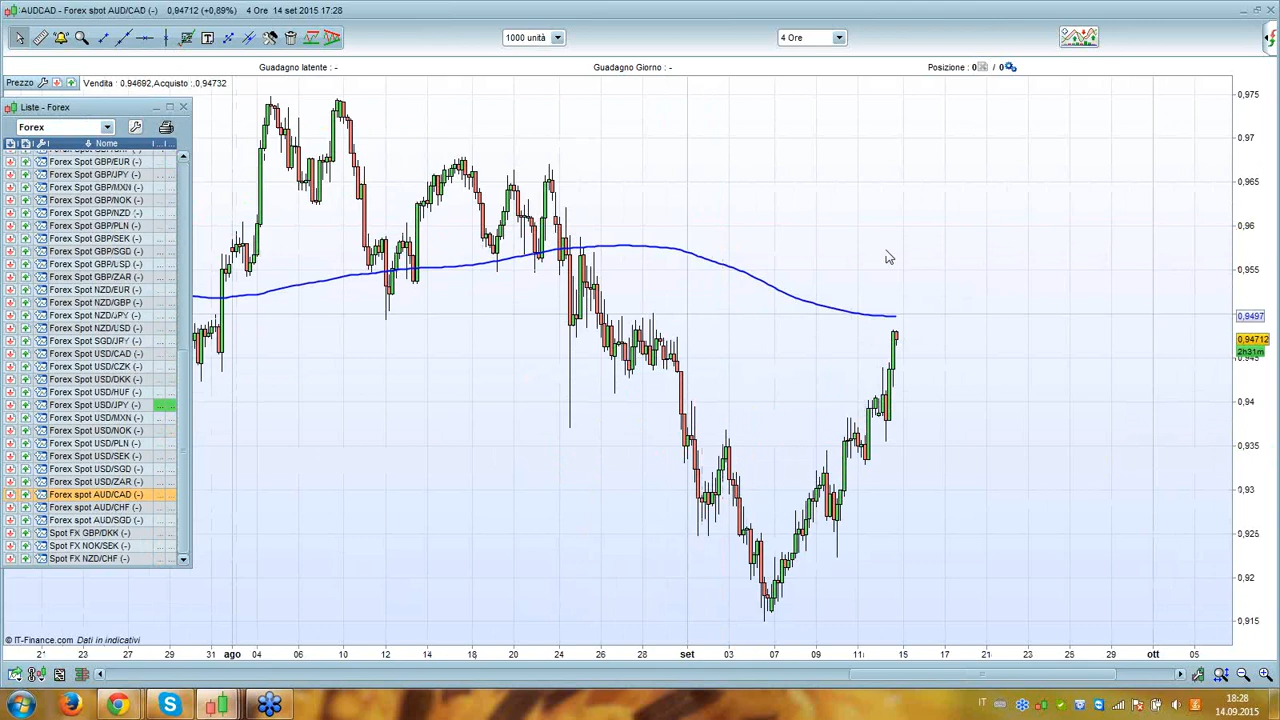 AUDCAD - Forex spot AUD/CAD (-) 0,94712 (+0,89%) 4 Ore 14 set 2015 17:28
1000 unità 4 Ore
Guadagno latente : - Guadagno Giorno : - Posizione : 0 / 0
Prezzo Vendita : 0.94692,Acquisto :,0,94732
Liste - Forex
Forex
Nome
Forex Spot GBP/EUR (-)
Forex Spot GBP/JPY (-)
Forex Spot GBP/MXN (-)
Forex Spot GBP/NOK (-)
Forex Spot GBP/NZD (-)
Forex Spot GBP/PLN (-)
Forex Spot GBP/SEK (-)
Forex Spot GBP/SGD (-)
Forex Spot GBP/USD (-)
Forex Spot GBP/ZAR (-)
Forex Spot NZD/EUR (-)
Forex Spot NZD/GBP (-)
Forex Spot NZD/JPY (-)
Forex Spot NZD/USD (-)
Forex Spot SGD/JPY (-)
Forex Spot USD/CAD (-)
Forex Spot USD/CZK (-)
Forex Spot USD/DKK (-)
Forex Spot USD/HUF (-)
Forex Spot USD/JPY (-)
Forex Spot USD/MXN (-)
Forex Spot USD/NOK (-)
Forex Spot USD/PLN (-)
Forex Spot USD/SEK (-)
Forex Spot USD/SGD (-)
Forex Spot USD/ZAR (-)
Forex spot AUD/CAD (-)
Forex spot AUD/CHF (-)
Forex spot AUD/SGD (-)
Spot FX GBP/DKK (-)
Spot FX NOK/SEK (-)
Spot FX NZD/CHF (-)
0,975
0,97
0,965
0,96
0,955
0,9497
0,94712
2h31m
0,94
0,935
0,93
0,925
0,92
0,915
© IT-Finance.com Dati in indicativi
23 27 29 31 ago 04 06 10 12 14 18 20 24 26 28 set 03 07 09 11 15 17 21 23 25 29 ott 05
IT 18:28
14.09.2015